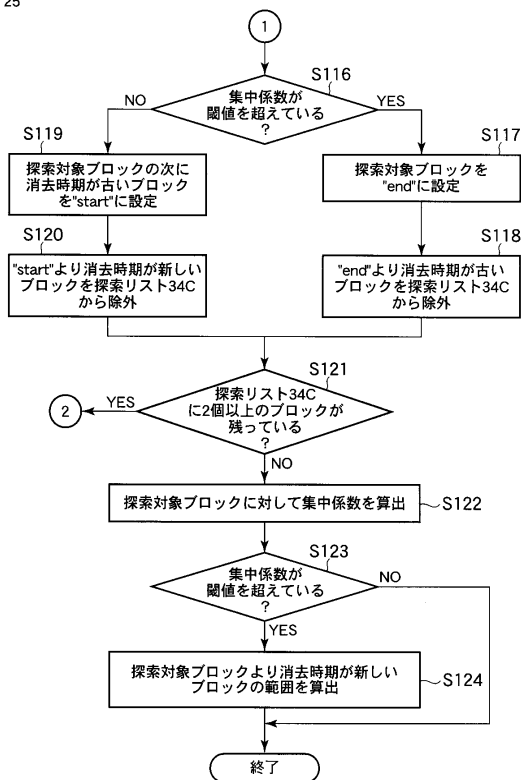 25
1
S116
集中係数が
閾値を超えている
?
NO
YES
S119
探索対象ブロックの次に
消去時期が古いブロック
を"start"に設定
S117
探索対象ブロックを
"end"に設定
S120
"start"より消去時期が新しい
ブロックを探索リスト34C
から除外
S118
"end"より消去時期が古い
ブロックを探索リスト34C
から除外
S121
探索リスト34C
に2個以上のブロックが
残っている
?
YES
2
NO
探索対象ブロックに対して集中係数を算出
S122
S123
集中係数が
閾値を超えている
?
NO
YES
探索対象ブロックより消去時期が新しい
ブロックの範囲を算出
S124
終了